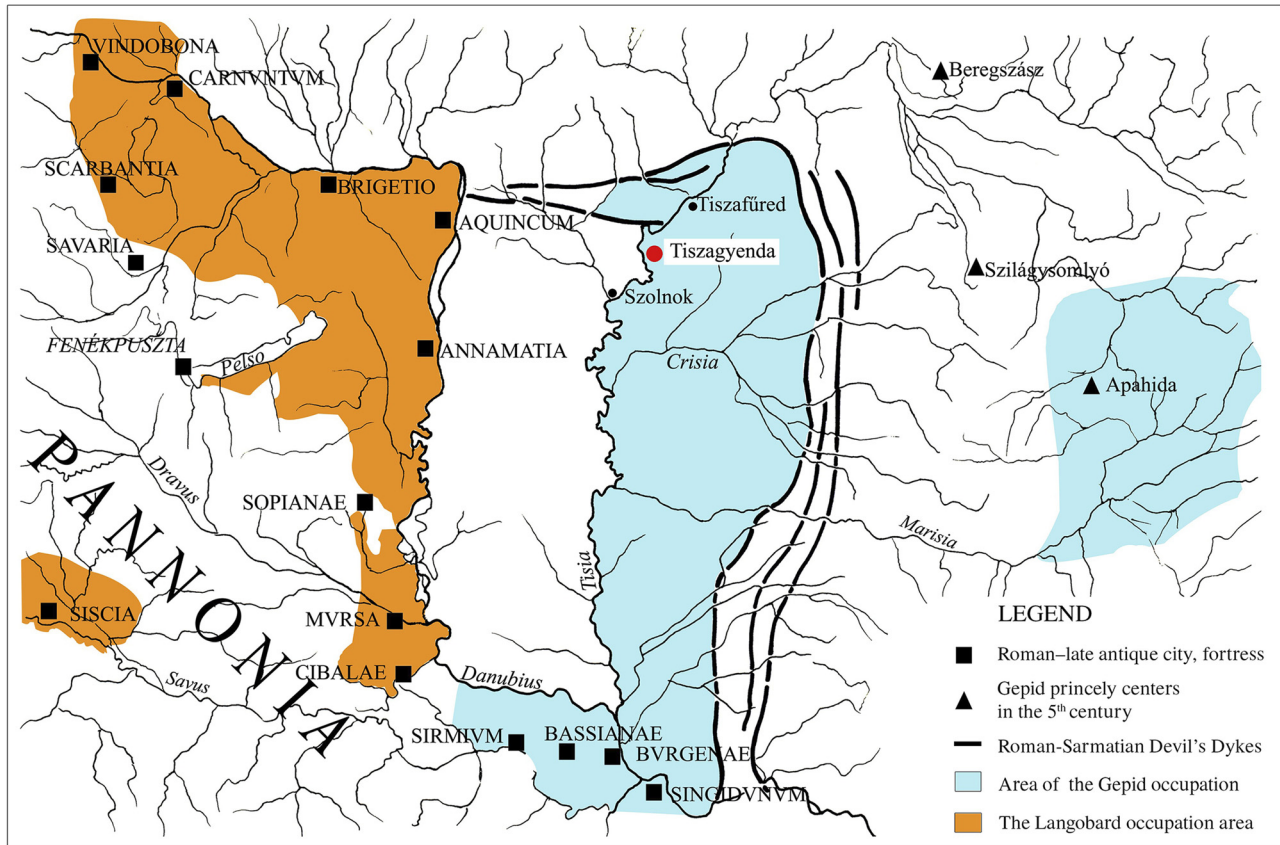 VINDOBONA
CARNVNTVM
Beregszász
SCARBANTIA
BRIGETIO
Tiszafűred
AQUINCUM
SAVARIA
Tiszagyenda
Szilágysomlyó
Szolnok
FENÉKPUSZTA
Pelso
ANNAMATIA
Crisia
Apahida
PANNONIA
Dravus
SOPIANAE
Marisia
Tisia
SISCIA
MVRSA
Savus
CIBALAE
Danubius
SIRMIVM
BASSIANAE
BVRGENAE
SINGIDVNVM
LEGEND
Roman–late antique city, fortress
Gepid princely centers
in the 5th century
Roman-Sarmatian Devil's Dykes
Area of the Gepid occupation
The Langobard occupation area